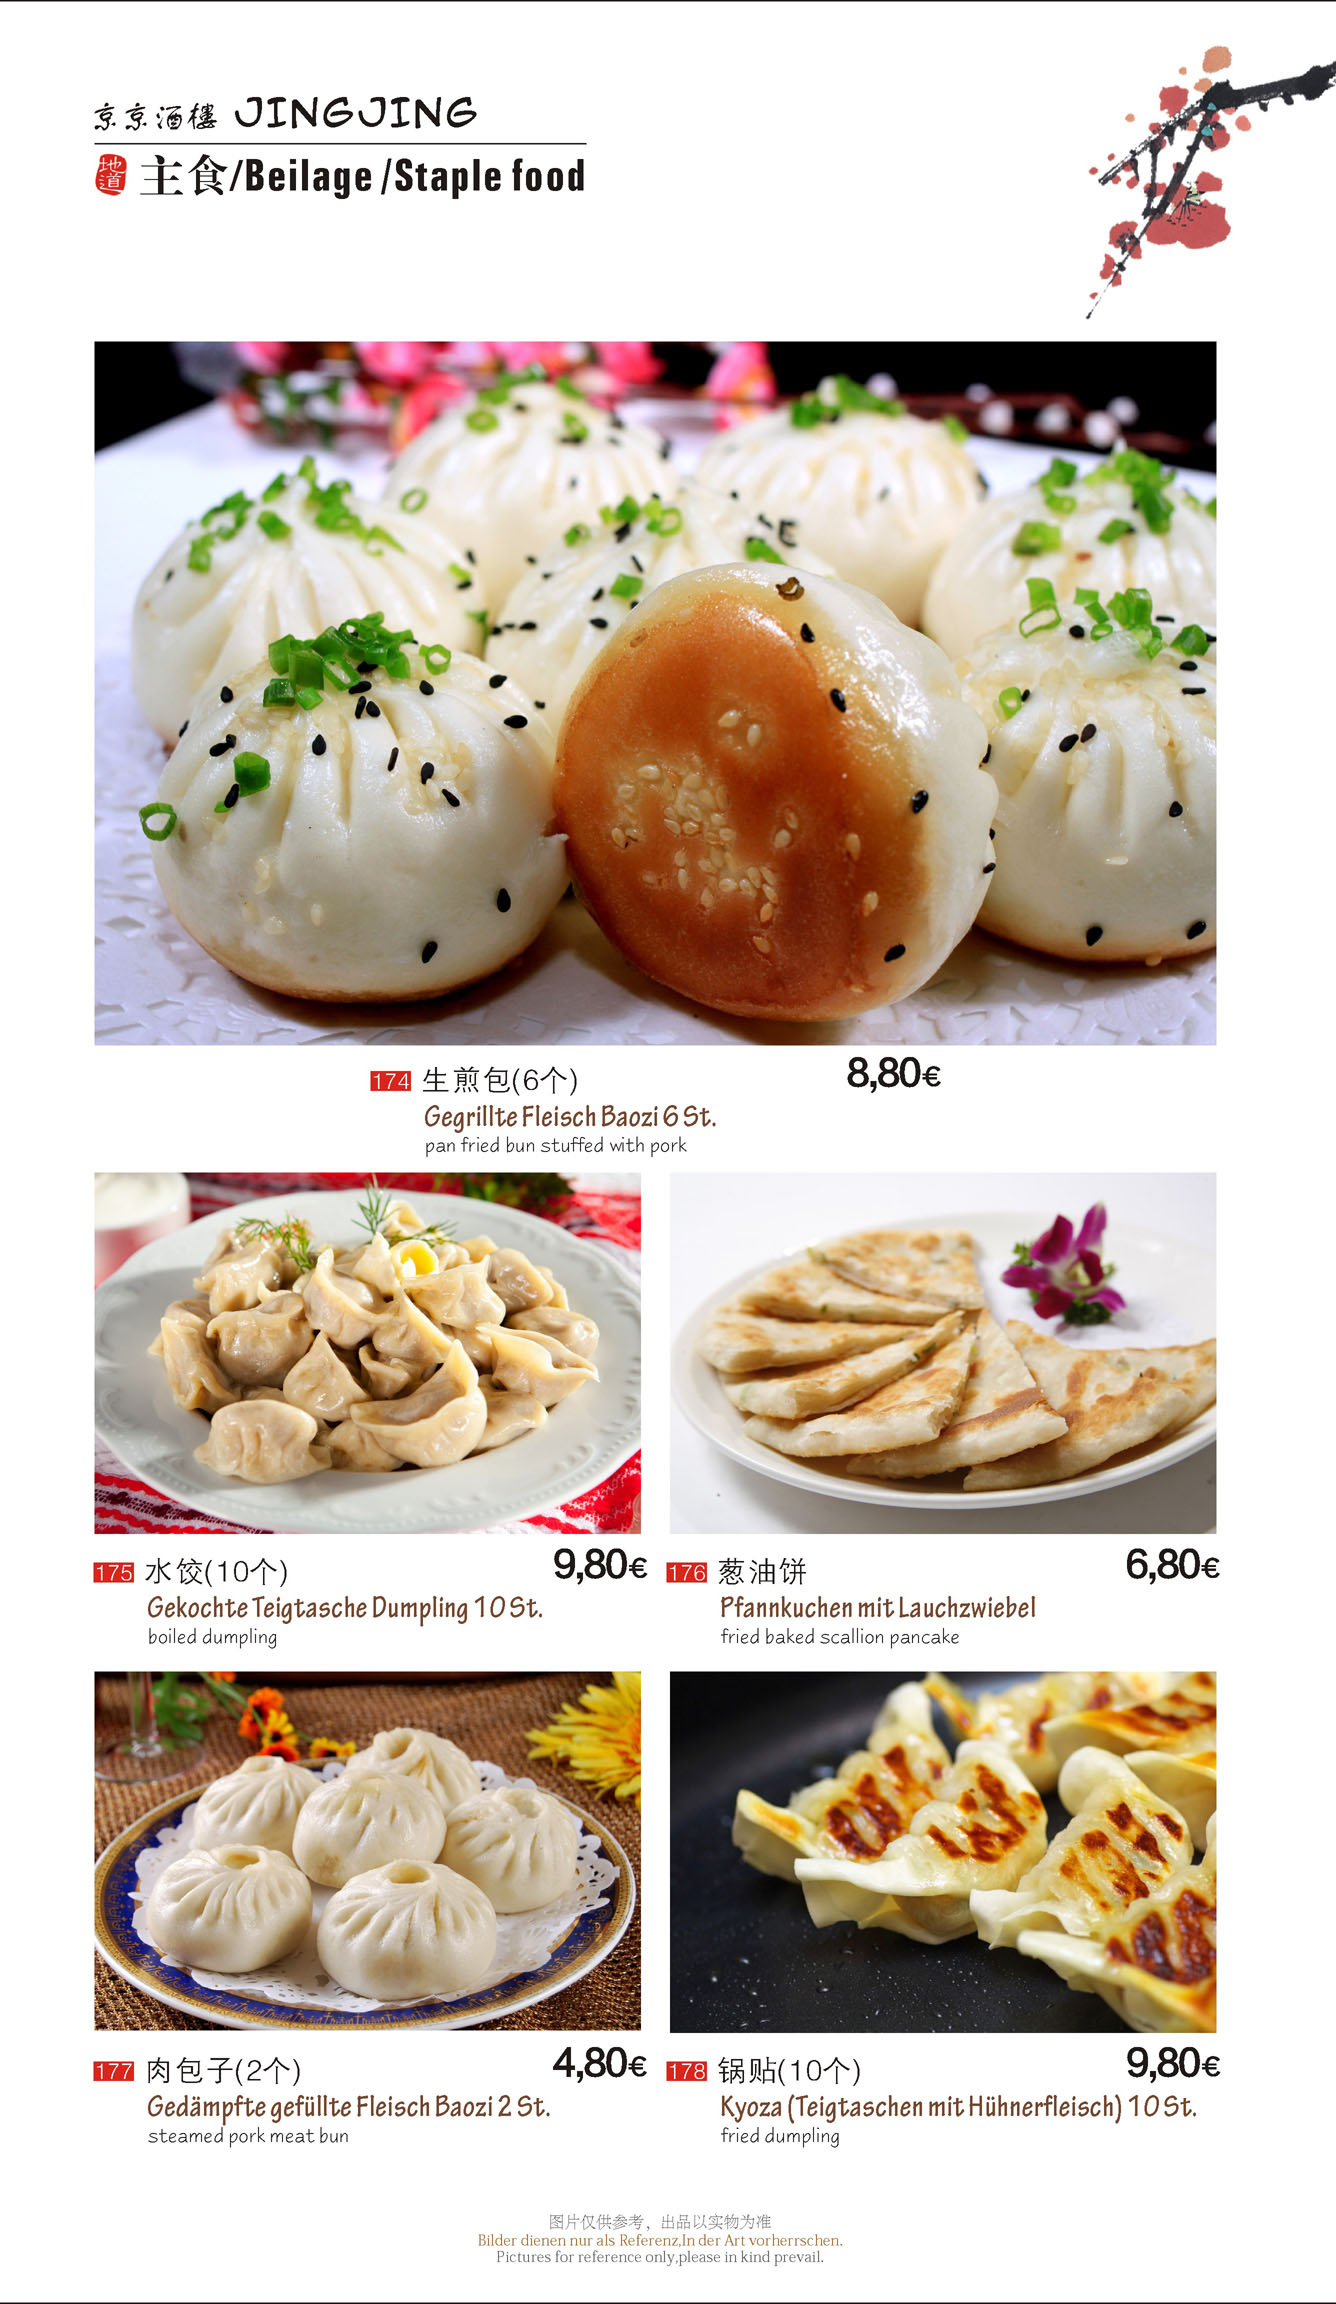 京京酒樓 JINGJING
地道 主食/Beilage /Staple food
174 生煎包(6个) 8,80€
Gegrillte Fleisch Baozi 6 St.
pan fried bun stuffed with pork
175 水饺(10个) 9,80€
Gekochte Teigtasche Dumpling 10 St.
boiled dumpling
176 葱油饼 6,80€
Pfannkuchen mit Lauchzwiebel
fried baked scallion pancake
177 肉包子(2个) 4,80€
Gedämpfte gefüllte Fleisch Baozi 2 St.
steamed pork meat bun
178 锅贴(10个) 9,80€
Kyoza (Teigtaschen mit Hühnerfleisch) 10 St.
fried dumpling
图片仅供参考，出品以实物为准
Bilder dienen nur als Referenz,In der Art vorherrschen.
Pictures for reference only,please in kind prevail.